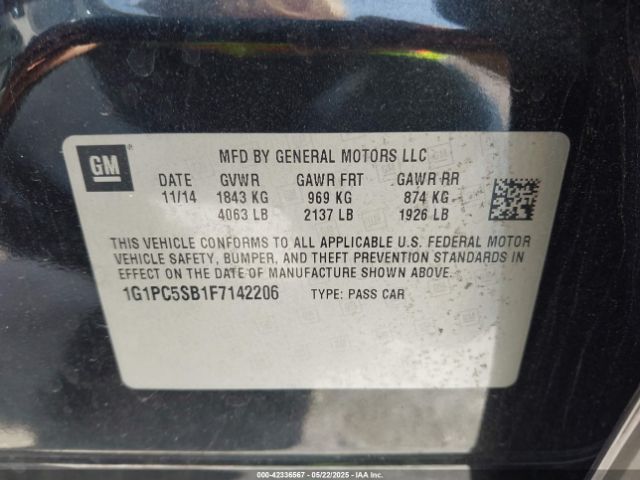 GM
MFD BY GENERAL MOTORS LLC
DATE GVWR GAWR FRT GAWR RR
11/14 1843 KG 969 KG 874 KG
4063 LB 2137 LB 1926 LB
THIS VEHICLE CONFORMS TO ALL APPLICABLE U.S. FEDERAL MOTOR
VEHICLE SAFETY, BUMPER, AND THEFT PREVENTION STANDARDS
IN EFFECT ON THE DATE OF MANUFACTURE SHOWN ABOVE.
1G1PC5SB1F7142206 TYPE: PASS CAR
000-42336567 - 05/22/2025 - IAA Inc.